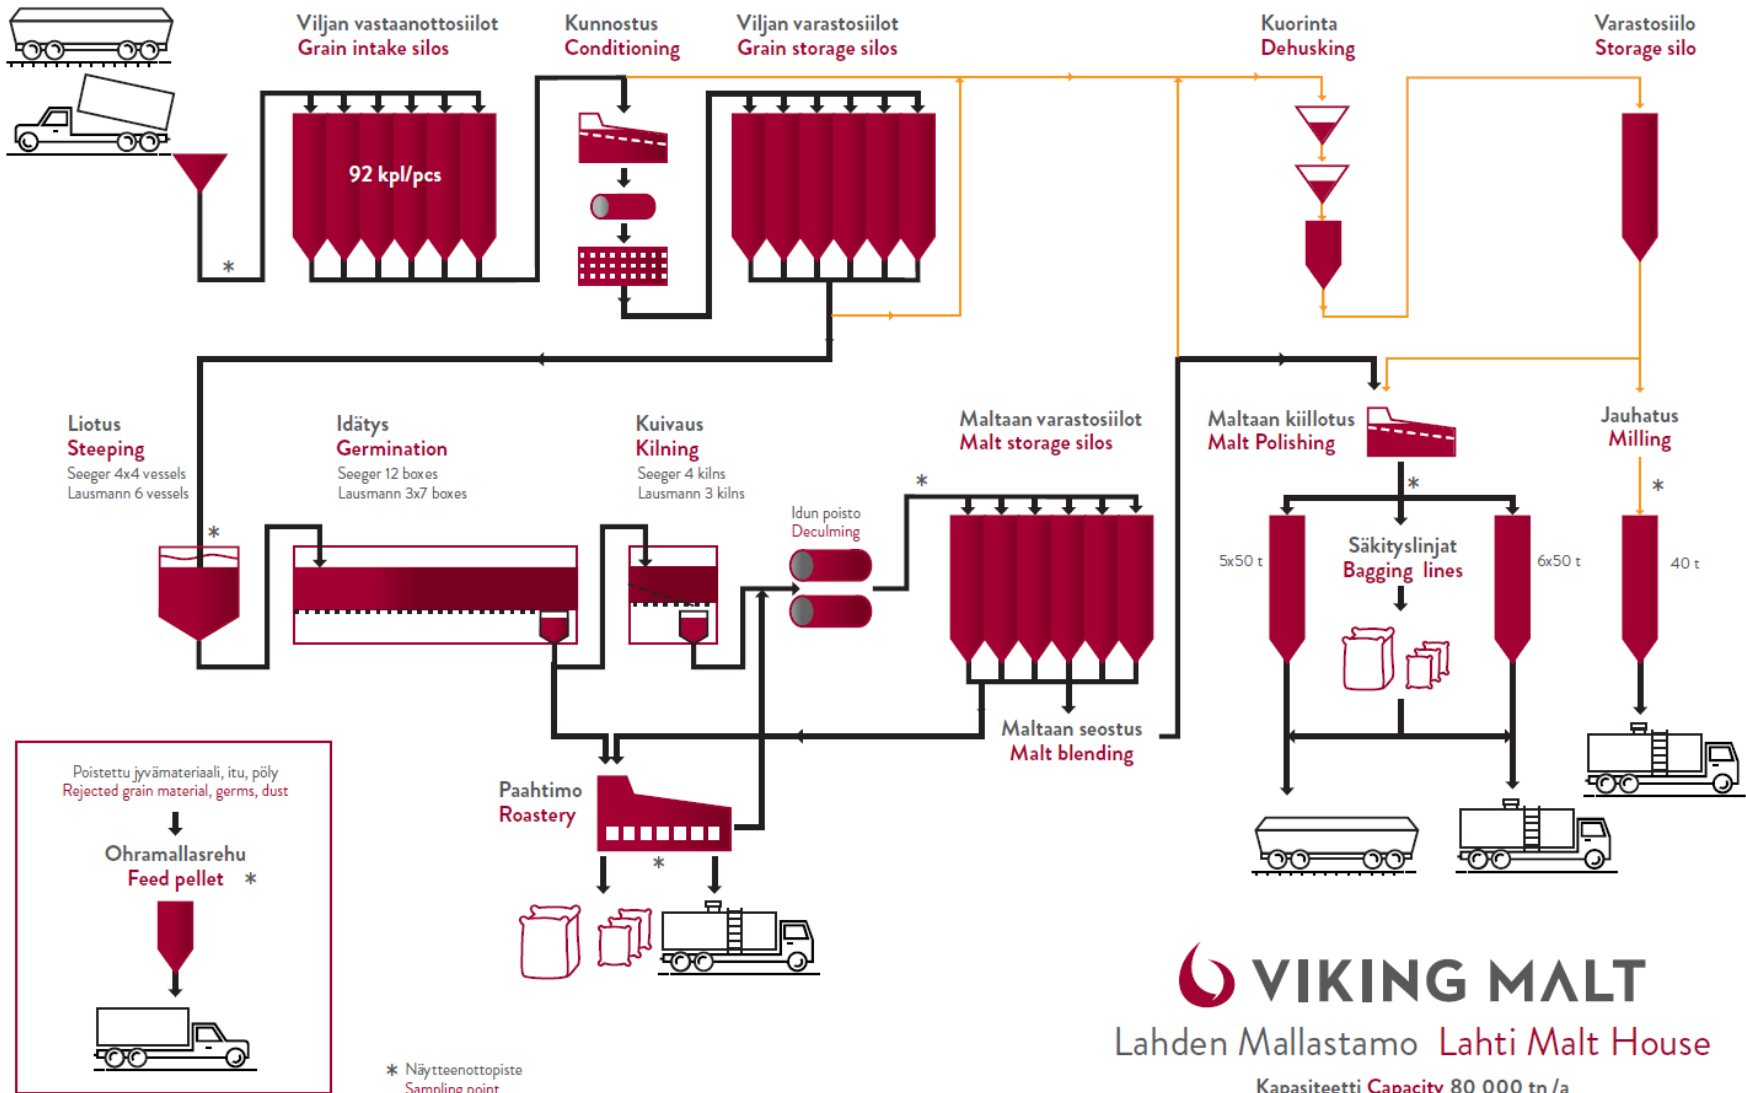 Viljan vastaanottosiilot
Grain intake silos
Kunnostus
Conditioning
Viljan varastosiilot
Grain storage silos
Kuorinta
Dehusking
Varastosiilo
Storage silo
92 kpl/pcs
*
Liotus
Steeping
Seeger 4x4 vessels
Lausmann 6 vessels
*
Idätys
Germination
Seeger 12 boxes
Lausmann 3x7 boxes
Kuivaus
Kilning
Seeger 4 kilns
Lausmann 3 kilns
Idun poisto
Deculming
*
Maltaan varastosiilot
Malt storage silos
Maltaan kiillotus
Malt Polishing
*
Jauhatus
Milling
*
5x50 t
Säkityslinjat
Bagging lines
6x50 t
40 t
Maltaan seostus
Malt blending
Paahtimo
Roastery
*
Poistettu jyvämateriaali, itu, pöly
Rejected grain material, germs, dust
Ohramallasrehu
Feed pellet *
* Näytteenottopiste
Sampling point
VIKING MALT
Lahden Mallastamo Lahti Malt House
Kapasiteetti Capacity 80 000 tn /a